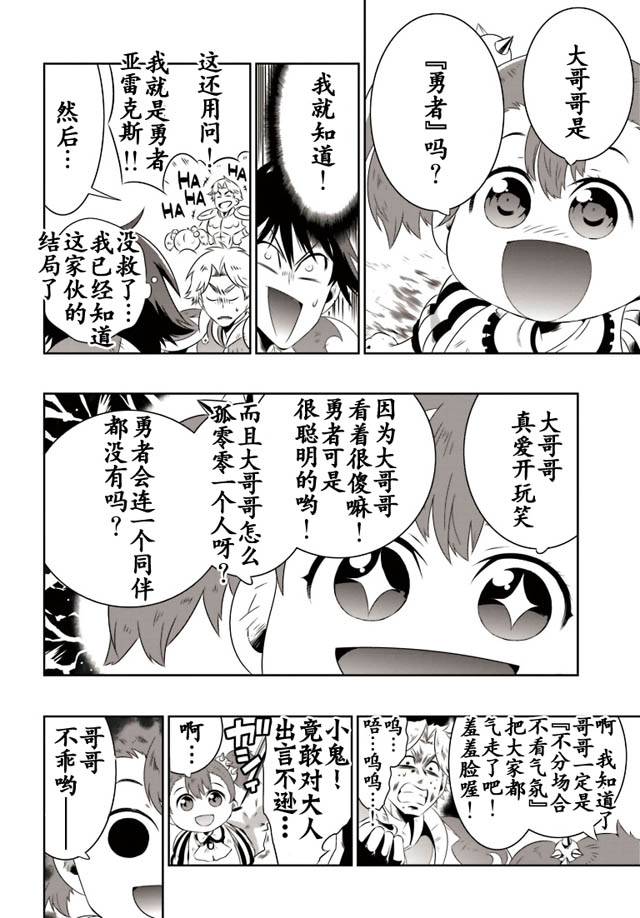 大哥哥是
『勇者』吗？
我就知道！
这还用问！
我就是勇者
亚雷克斯！！
HA
HA
HA
HA
然后…
没救了…
我已经知道
这家伙的
结局了
大哥哥
真爱开玩笑
因为大哥哥
看着很傻嘛！
勇者可是
很聪明的哟！
而且大哥哥怎么
孤零零一个人呀？
勇者会连一个同伴
都没有吗？
啊，我知道了
哥哥一定是
『不分场合
不看气氛』
把大家都
气走了吧！
羞羞脸喔！
呜…
呜呜…
唔…
小鬼！
竟敢对大人
出言不逊…
ガシッ
啊…
哥哥
不乖哟——